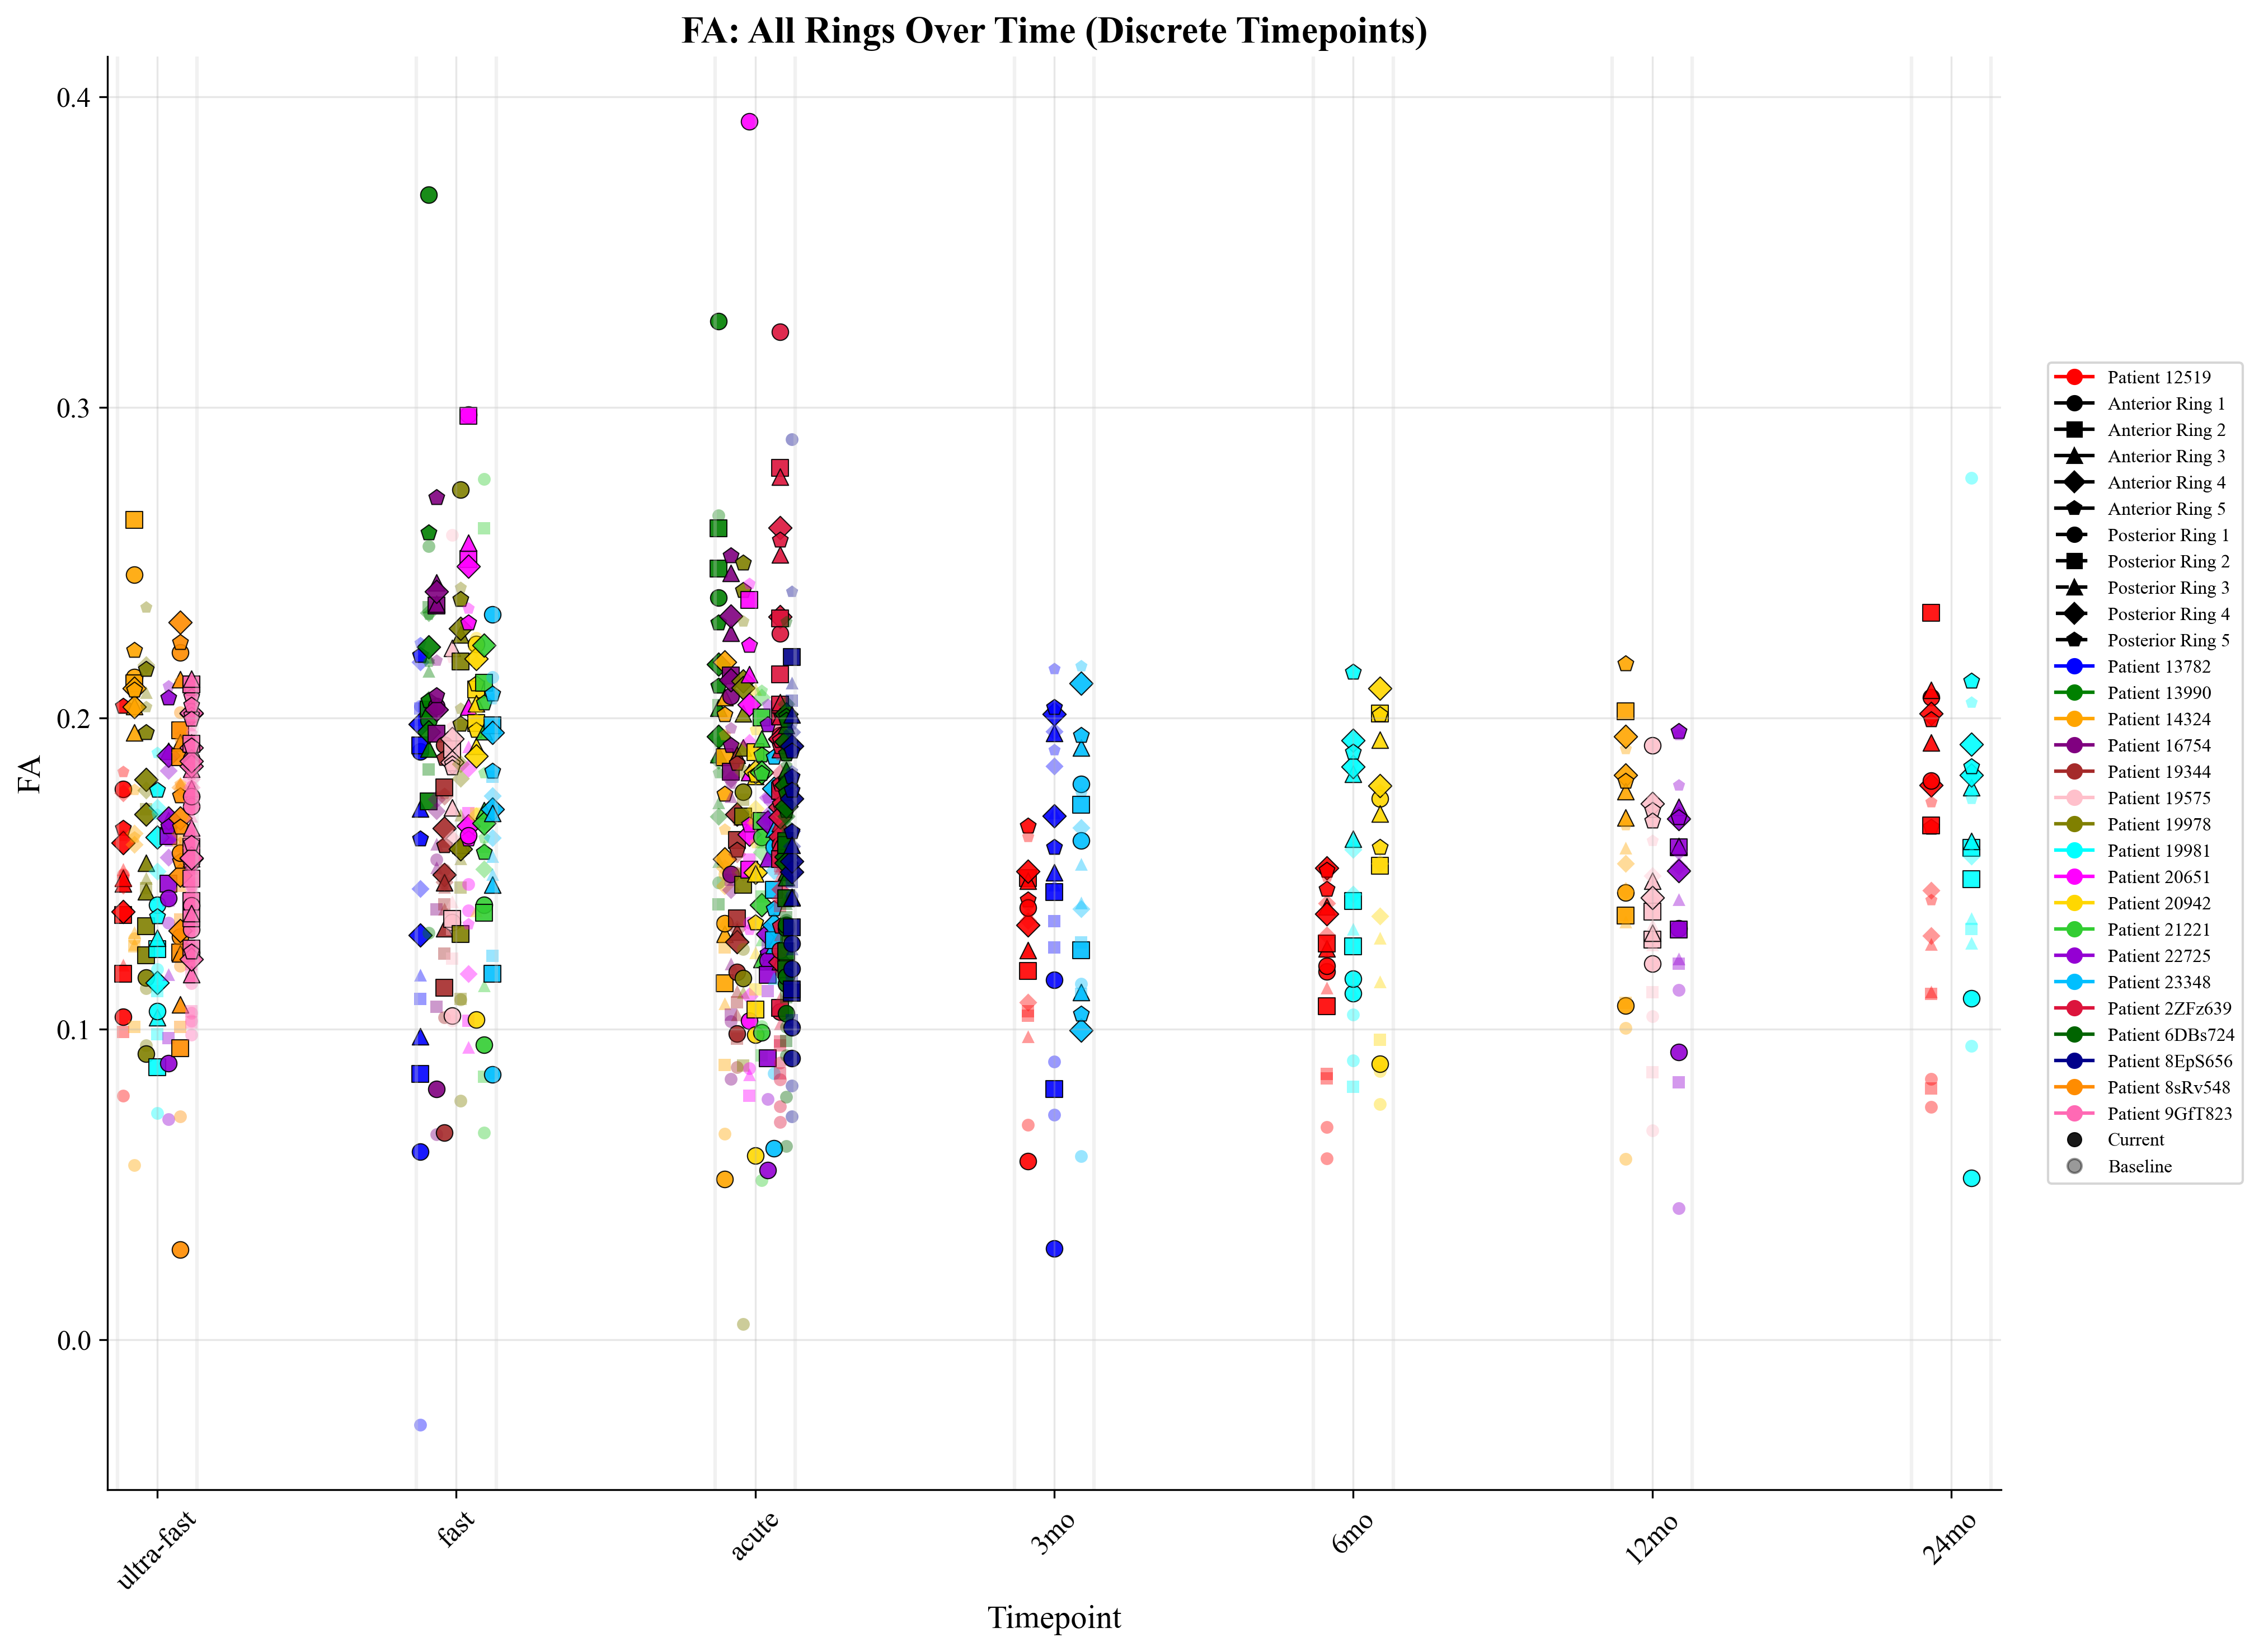 FA: All Rings Over Time (Discrete Timepoints)
FA
0.4
0.3
0.2
0.1
0.0
ultra-fast
fast
acute
3mo
6mo
12mo
24mo
Timepoint
Patient 12519
Anterior Ring 1
Anterior Ring 2
Anterior Ring 3
Anterior Ring 4
Anterior Ring 5
Posterior Ring 1
Posterior Ring 2
Posterior Ring 3
Posterior Ring 4
Posterior Ring 5
Patient 13782
Patient 13990
Patient 14324
Patient 16754
Patient 19344
Patient 19575
Patient 19978
Patient 19981
Patient 20651
Patient 20942
Patient 21221
Patient 22725
Patient 23348
Patient 2ZFz639
Patient 6DBs724
Patient 8EpS656
Patient 8sRv548
Patient 9GfT823
Current
Baseline